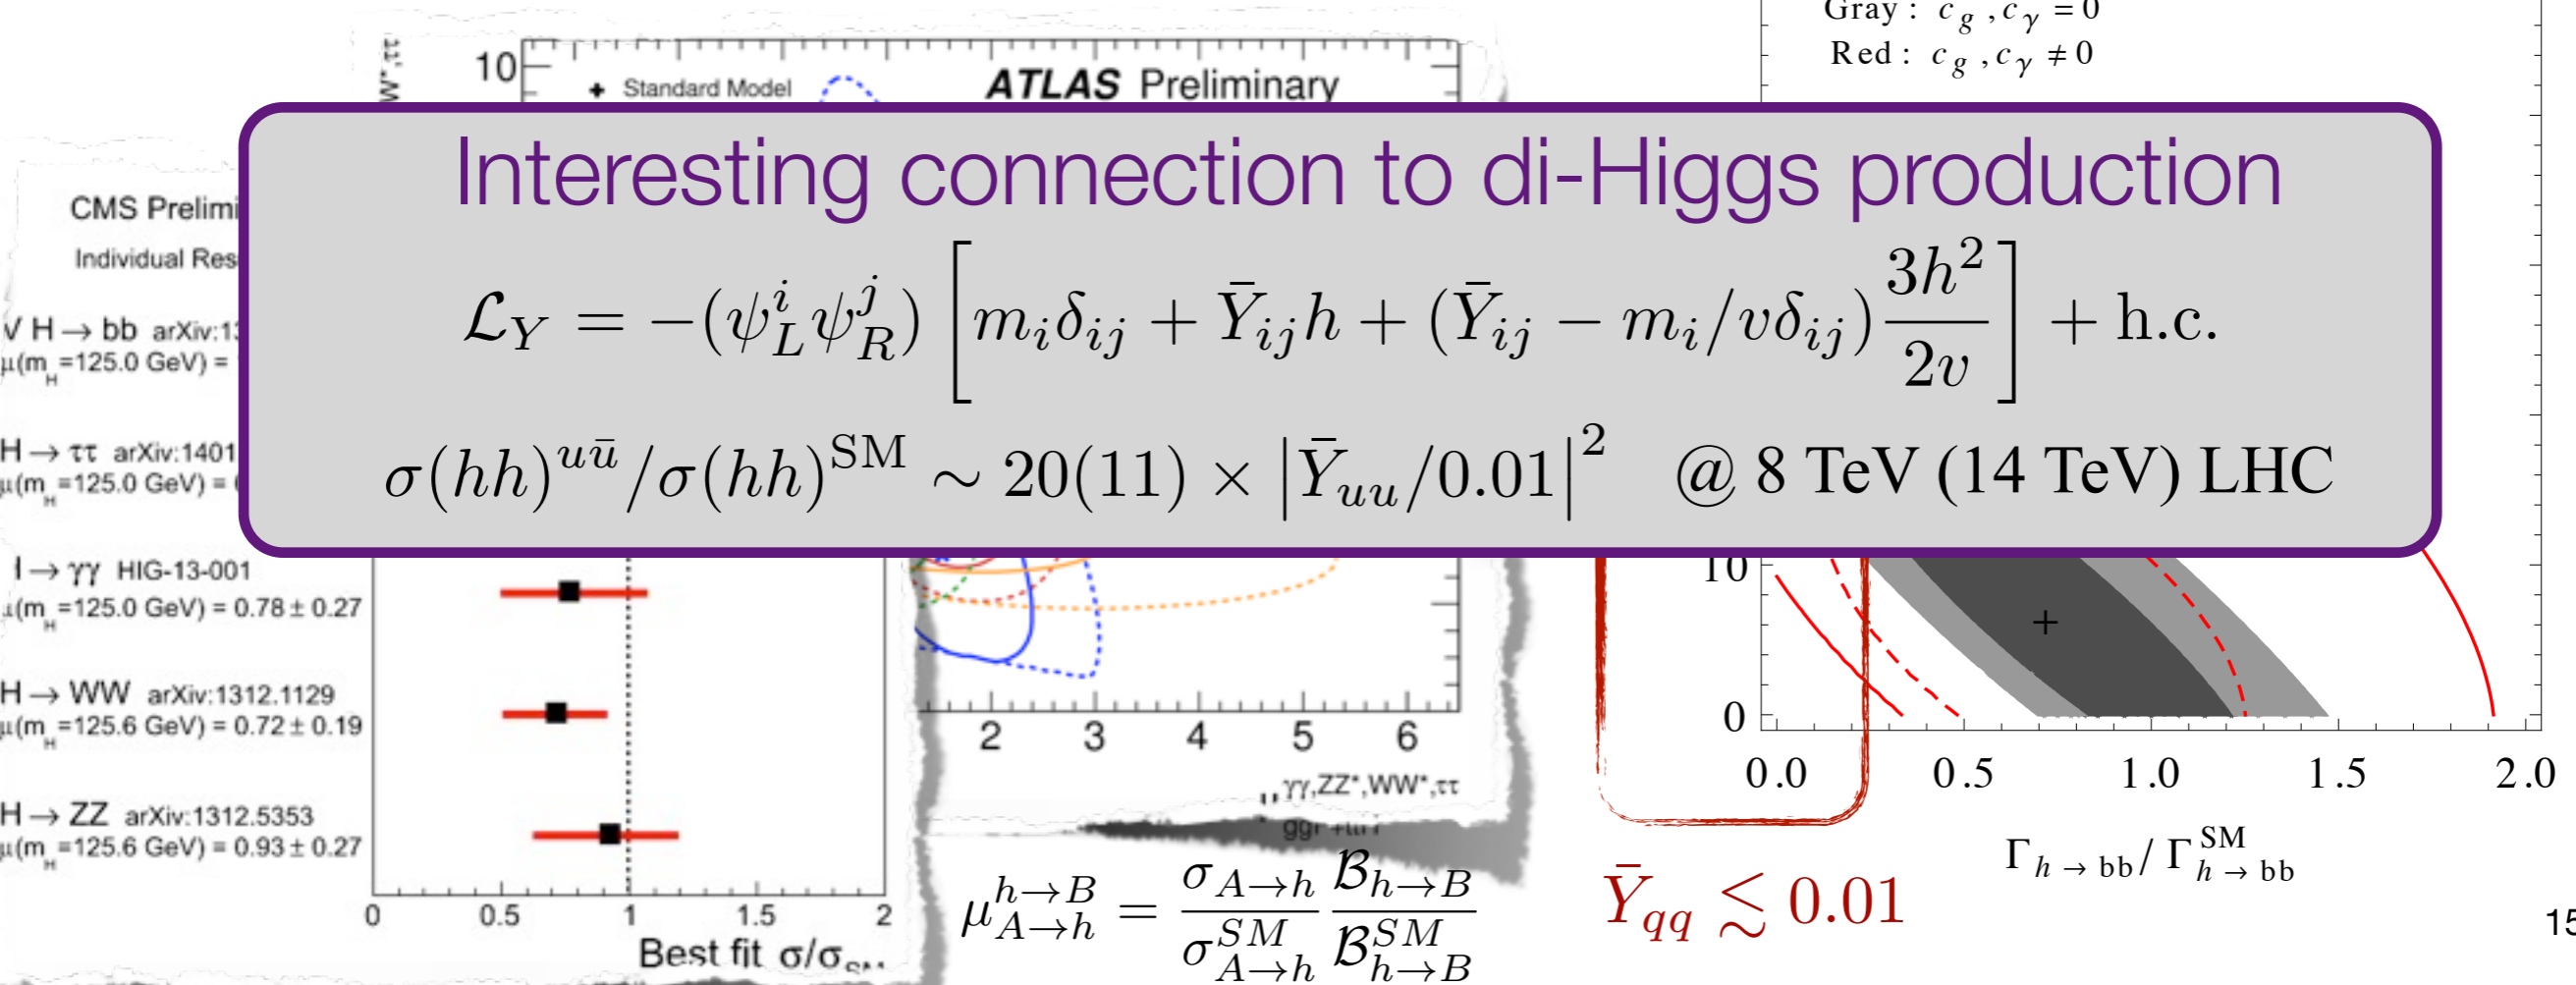 Gray : c_g , c_γ = 0
Red : c_g , c_γ ≠ 0
10
Standard Model
ATLAS Preliminary
WW*,ττ
Interesting connection to di-Higgs production
ℒ_Y = −(ψ_L^i ψ_R^j) [ m_i δ_ij + Ȳ_ij h + (Ȳ_ij − m_i/v δ_ij) 3h²/2v ] + h.c.
σ(hh)^{uū}/σ(hh)^{SM} ∼ 20(11) × |Ȳ_uu/0.01|² @ 8 TeV (14 TeV) LHC
CMS Prelimi
Individual Res
V H → bb arXiv:13
μ(m_H=125.0 GeV) =
H → ττ arXiv:1401
μ(m_H=125.0 GeV) =
→ γγ HIG-13-001
μ(m_H=125.0 GeV) = 0.78 ± 0.27
H → WW arXiv:1312.1129
μ(m_H=125.6 GeV) = 0.72 ± 0.19
H → ZZ arXiv:1312.5353
μ(m_H=125.6 GeV) = 0.93 ± 0.27
0 0.5 1 1.5 2
Best fit σ/σ_SM
2 3 4 5 6
γγ,ZZ*,WW*,ττ
μ_{A→h}^{h→B} = σ_{A→h}/σ_{A→h}^{SM} ℬ_{h→B}/ℬ_{h→B}^{SM}
10
0
0.0 0.5 1.0 1.5 2.0
Γ_{h → bb} / Γ_{h → bb}^{SM}
Ȳ_qq ≲ 0.01
15